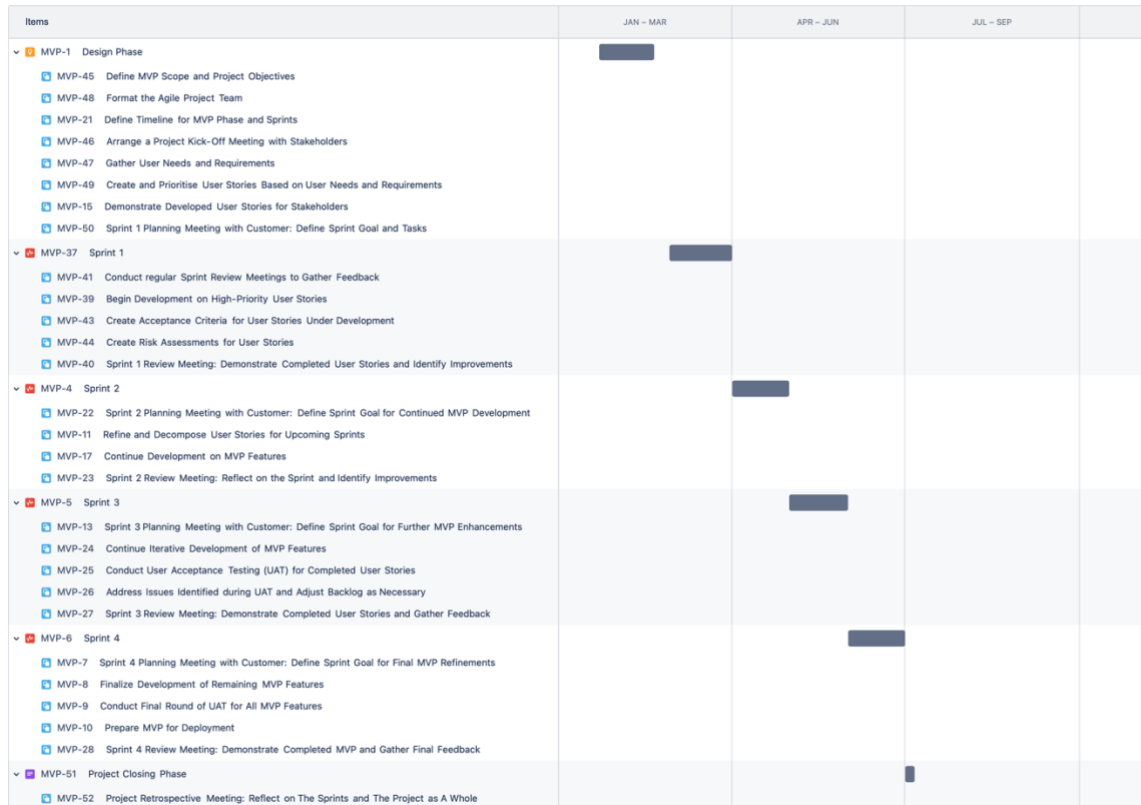 Items JAN – MAR APR – JUN JUL – SEP
MVP-1 Design Phase
MVP-45 Define MVP Scope and Project Objectives
MVP-48 Format the Agile Project Team
MVP-21 Define Timeline for MVP Phase and Sprints
MVP-46 Arrange a Project Kick-Off Meeting with Stakeholders
MVP-47 Gather User Needs and Requirements
MVP-49 Create and Prioritise User Stories Based on User Needs and Requirements
MVP-15 Demonstrate Developed User Stories for Stakeholders
MVP-50 Sprint 1 Planning Meeting with Customer: Define Sprint Goal and Tasks
MVP-37 Sprint 1
MVP-41 Conduct regular Sprint Review Meetings to Gather Feedback
MVP-39 Begin Development on High-Priority User Stories
MVP-43 Create Acceptance Criteria for User Stories Under Development
MVP-44 Create Risk Assessments for User Stories
MVP-40 Sprint 1 Review Meeting: Demonstrate Completed User Stories and Identify Improvements
MVP-4 Sprint 2
MVP-22 Sprint 2 Planning Meeting with Customer: Define Sprint Goal for Continued MVP Development
MVP-11 Refine and Decompose User Stories for Upcoming Sprints
MVP-17 Continue Development on MVP Features
MVP-23 Sprint 2 Review Meeting: Reflect on the Sprint and Identify Improvements
MVP-5 Sprint 3
MVP-13 Sprint 3 Planning Meeting with Customer: Define Sprint Goal for Further MVP Enhancements
MVP-24 Continue Iterative Development of MVP Features
MVP-25 Conduct User Acceptance Testing (UAT) for Completed User Stories
MVP-26 Address Issues Identified during UAT and Adjust Backlog as Necessary
MVP-27 Sprint 3 Review Meeting: Demonstrate Completed User Stories and Gather Feedback
MVP-6 Sprint 4
MVP-7 Sprint 4 Planning Meeting with Customer: Define Sprint Goal for Final MVP Refinements
MVP-8 Finalize Development of Remaining MVP Features
MVP-9 Conduct Final Round of UAT for All MVP Features
MVP-10 Prepare MVP for Deployment
MVP-28 Sprint 4 Review Meeting: Demonstrate Completed MVP and Gather Final Feedback
MVP-51 Project Closing Phase
MVP-52 Project Retrospective Meeting: Reflect on The Sprints and The Project as A Whole